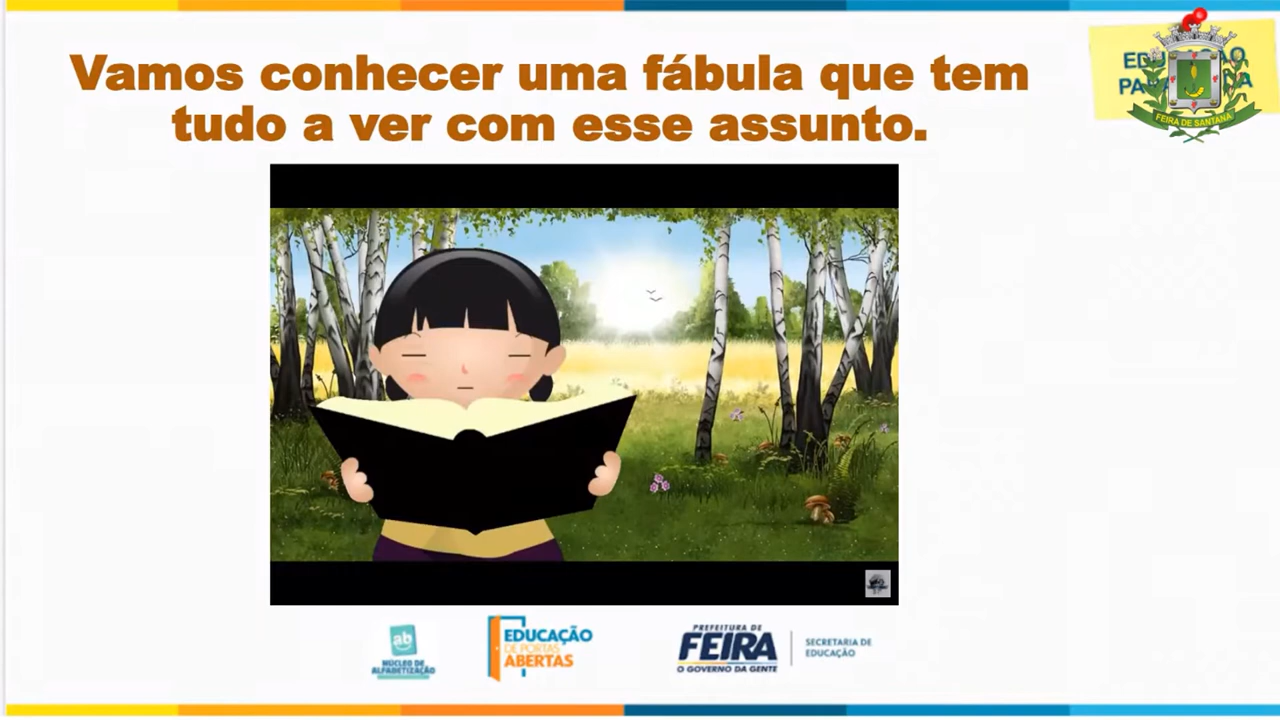 Vamos conhecer uma fábula que tem
tudo a ver com esse assunto.
FEIRA DE SANTANA
ab
NÚCLEO DE
ALFABETIZAÇÃO
EDUCAÇÃO
DE PORTAS
ABERTAS
PREFEITURA DE
FEIRA
O GOVERNO DA GENTE
SECRETARIA DE
EDUCAÇÃO